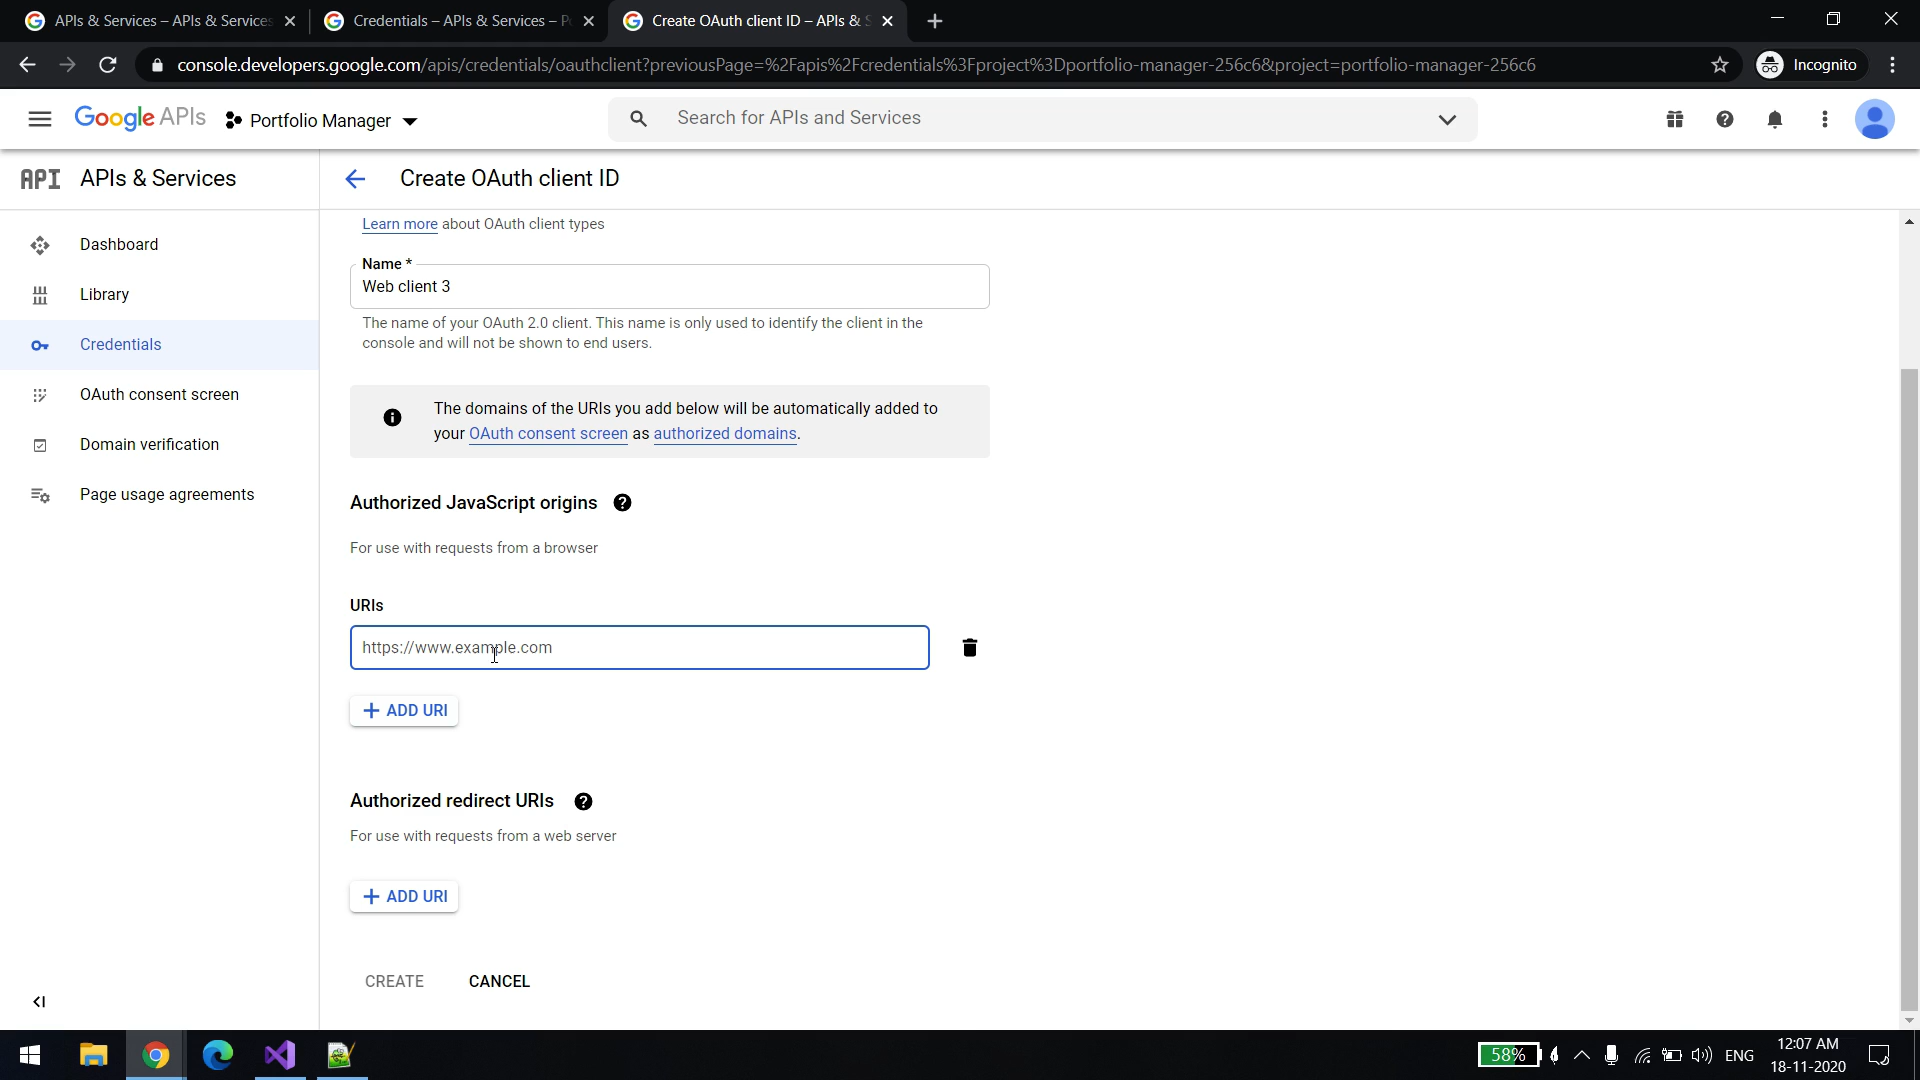 APIs & Services – APIs & Services
Credentials – APIs & Services – P
Create OAuth client ID – APIs & S
console.developers.google.com/apis/credentials/oauthclient?previousPage=%2Fapis%2Fcredentials%3Fproject%3Dportfolio-manager-256c6&project=portfolio-manager-256c6
Incognito
Google APIs
Portfolio Manager
Search for APIs and Services
API APIs & Services
Create OAuth client ID
Dashboard
Library
Credentials
OAuth consent screen
Domain verification
Page usage agreements
Learn more about OAuth client types
Name *
Web client 3
The name of your OAuth 2.0 client. This name is only used to identify the client in the
console and will not be shown to end users.
The domains of the URIs you add below will be automatically added to
your OAuth consent screen as authorized domains.
Authorized JavaScript origins
For use with requests from a browser
URIs
https://www.example.com
+ ADD URI
Authorized redirect URIs
For use with requests from a web server
+ ADD URI
CREATE CANCEL
58%
ENG
12:07 AM
18-11-2020